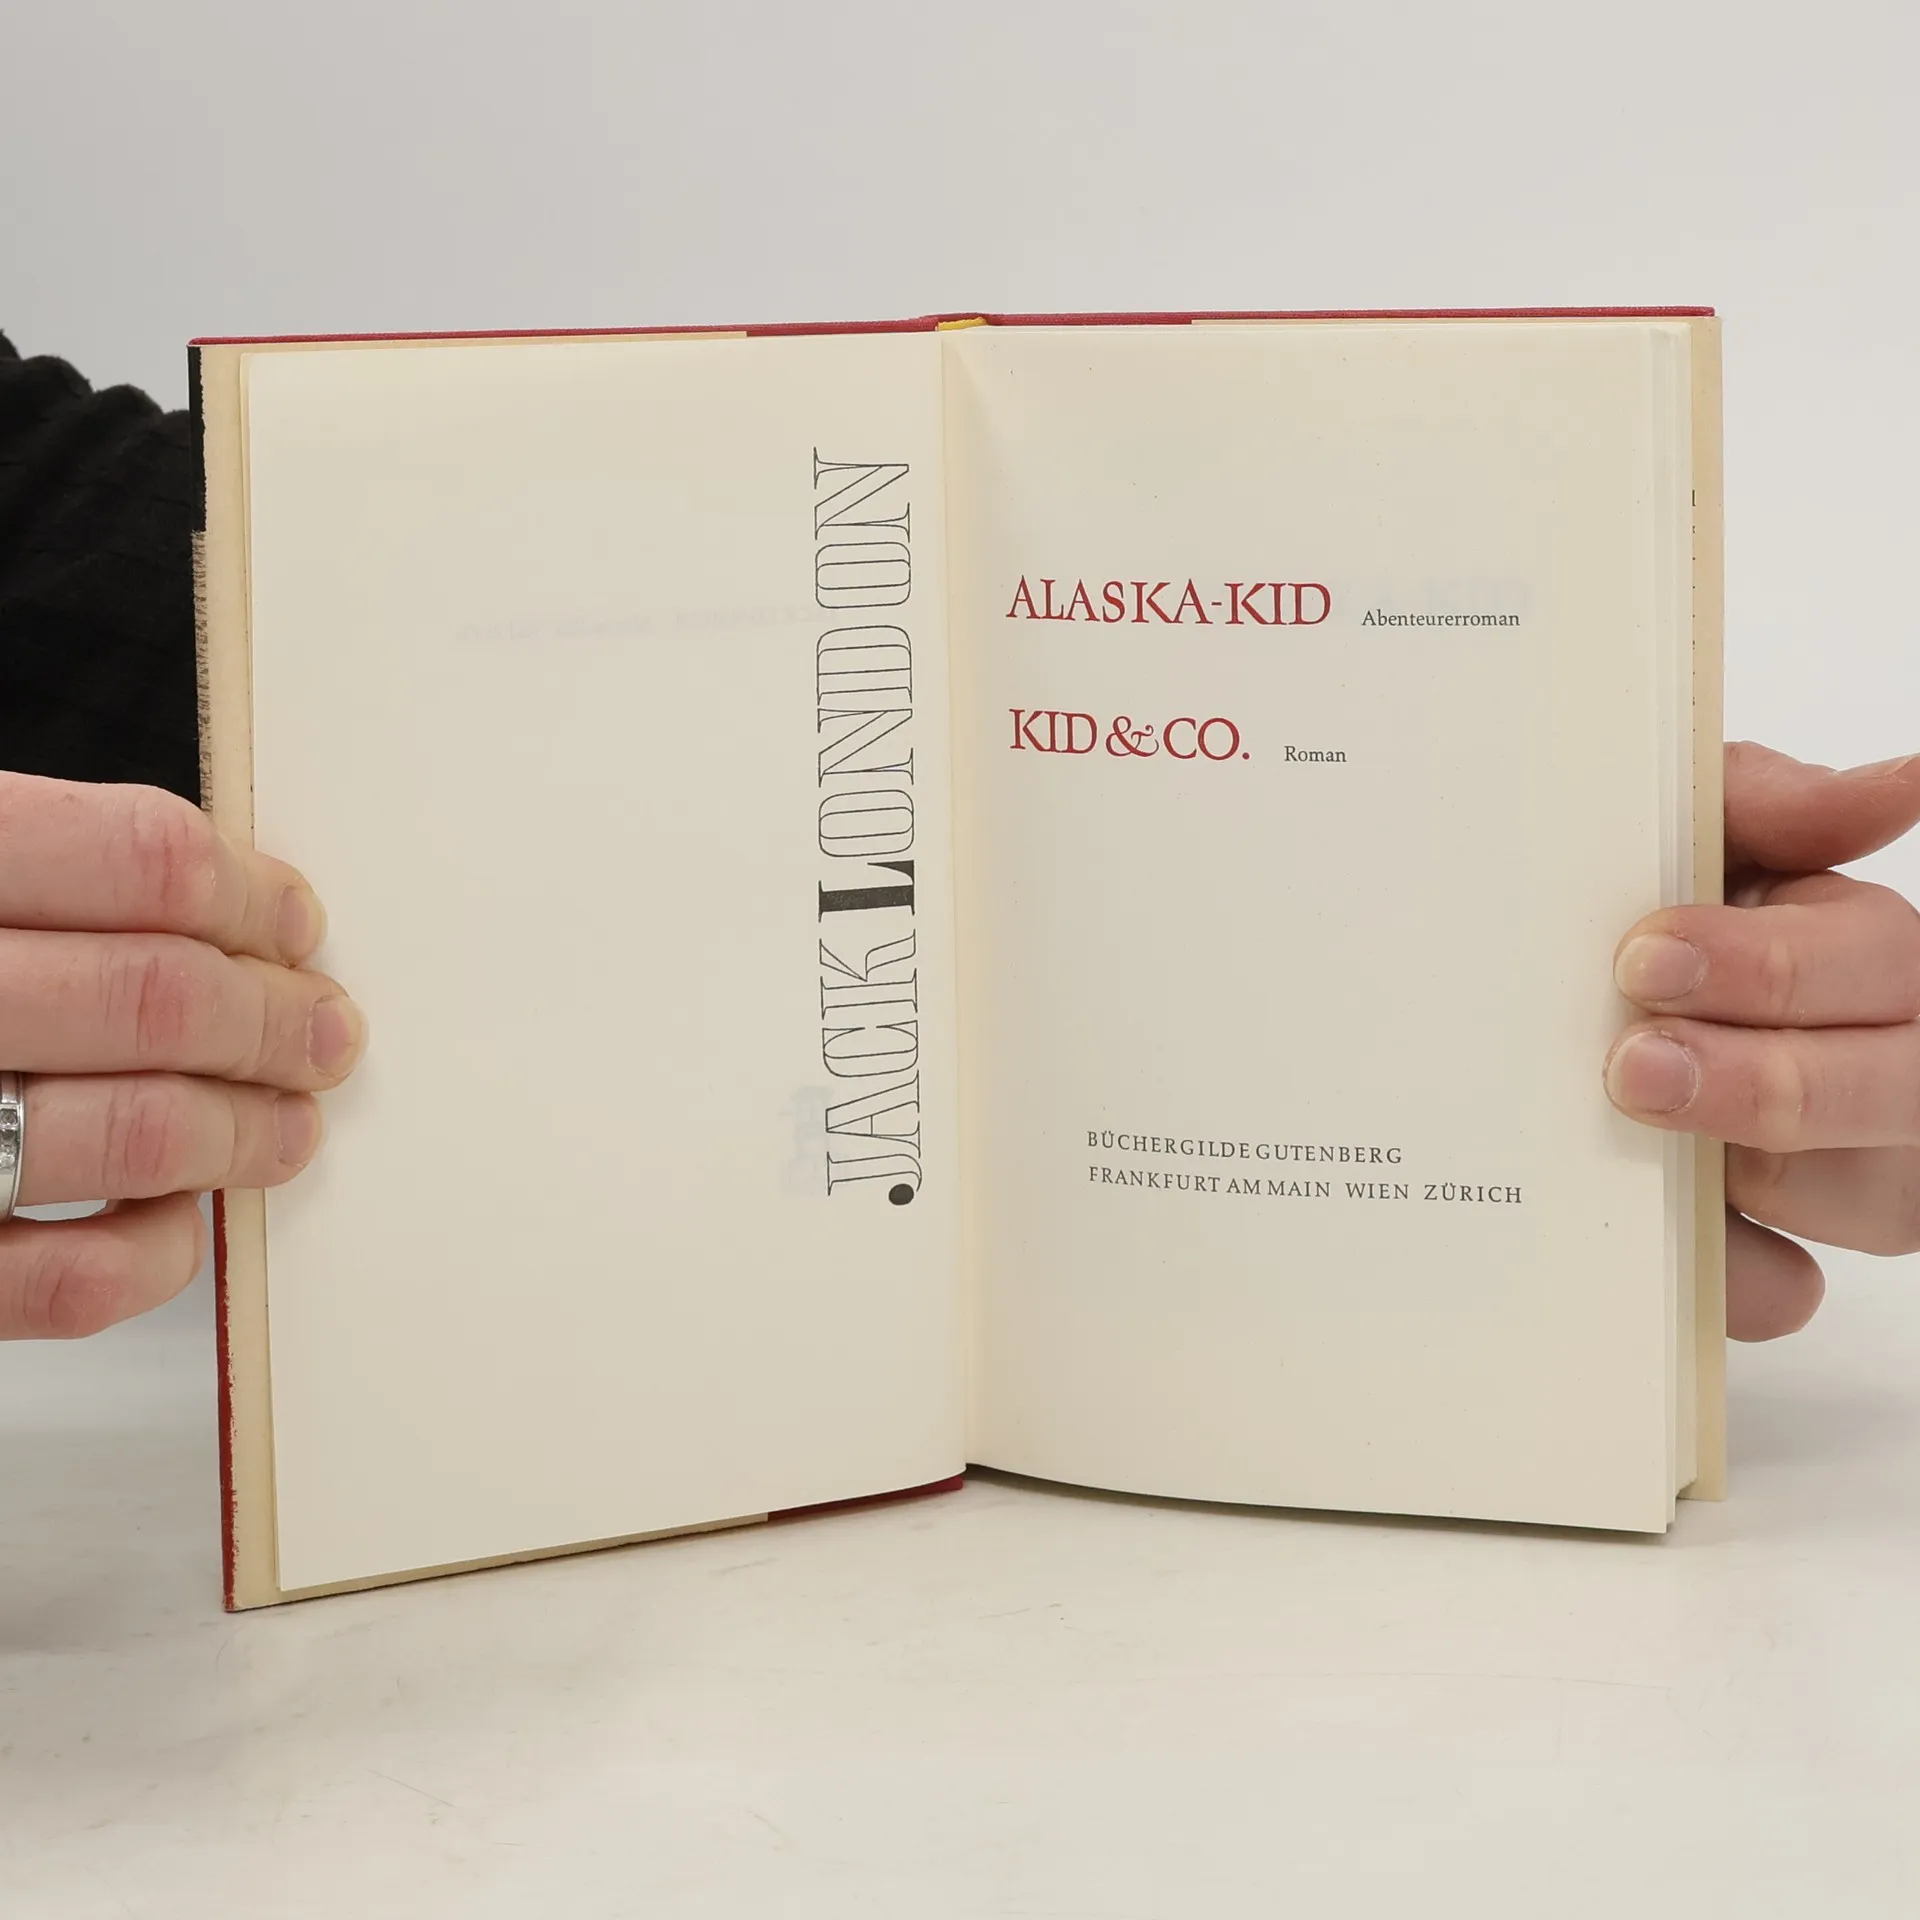 JACK LONDON
ALASKA-KID Abenteurerroman
KID & CO. Roman
BÜCHERGILDE GUTENBERG
FRANKFURT AM MAIN WIEN ZÜRICH